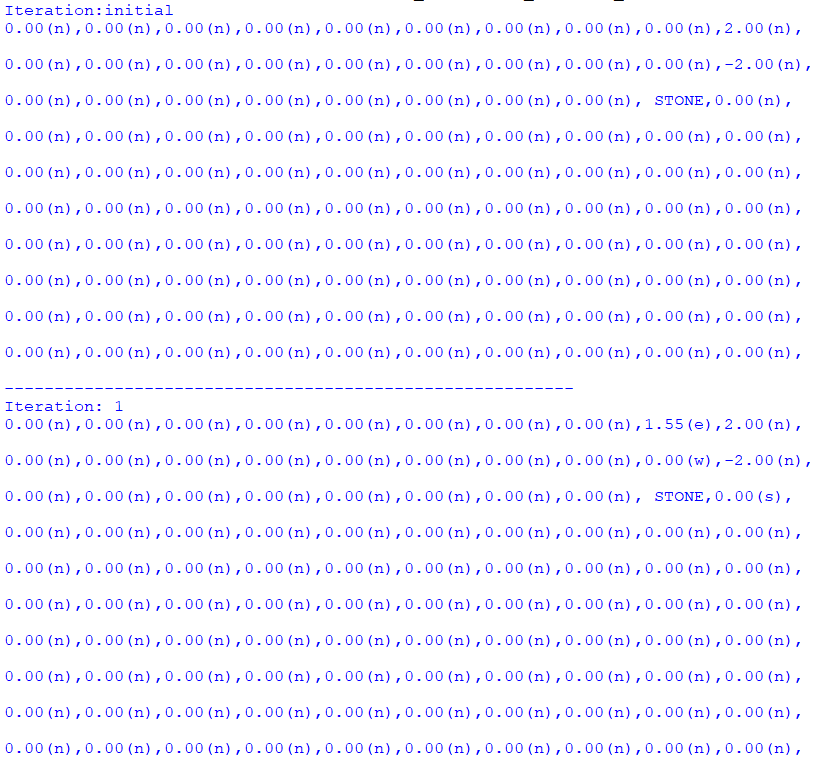 Iteration:initial
0.00(n),0.00(n),0.00(n),0.00(n),0.00(n),0.00(n),0.00(n),0.00(n),0.00(n),2.00(n),
0.00(n),0.00(n),0.00(n),0.00(n),0.00(n),0.00(n),0.00(n),0.00(n),0.00(n),-2.00(n),
0.00(n),0.00(n),0.00(n),0.00(n),0.00(n),0.00(n),0.00(n),0.00(n), STONE,0.00(n),
0.00(n),0.00(n),0.00(n),0.00(n),0.00(n),0.00(n),0.00(n),0.00(n),0.00(n),0.00(n),
0.00(n),0.00(n),0.00(n),0.00(n),0.00(n),0.00(n),0.00(n),0.00(n),0.00(n),0.00(n),
0.00(n),0.00(n),0.00(n),0.00(n),0.00(n),0.00(n),0.00(n),0.00(n),0.00(n),0.00(n),
0.00(n),0.00(n),0.00(n),0.00(n),0.00(n),0.00(n),0.00(n),0.00(n),0.00(n),0.00(n),
0.00(n),0.00(n),0.00(n),0.00(n),0.00(n),0.00(n),0.00(n),0.00(n),0.00(n),0.00(n),
0.00(n),0.00(n),0.00(n),0.00(n),0.00(n),0.00(n),0.00(n),0.00(n),0.00(n),0.00(n),
0.00(n),0.00(n),0.00(n),0.00(n),0.00(n),0.00(n),0.00(n),0.00(n),0.00(n),0.00(n),
---------------------------------------------------------
Iteration: 1
0.00(n),0.00(n),0.00(n),0.00(n),0.00(n),0.00(n),0.00(n),0.00(n),1.55(e),2.00(n),
0.00(n),0.00(n),0.00(n),0.00(n),0.00(n),0.00(n),0.00(n),0.00(n),0.00(w),-2.00(n),
0.00(n),0.00(n),0.00(n),0.00(n),0.00(n),0.00(n),0.00(n),0.00(n), STONE,0.00(s),
0.00(n),0.00(n),0.00(n),0.00(n),0.00(n),0.00(n),0.00(n),0.00(n),0.00(n),0.00(n),
0.00(n),0.00(n),0.00(n),0.00(n),0.00(n),0.00(n),0.00(n),0.00(n),0.00(n),0.00(n),
0.00(n),0.00(n),0.00(n),0.00(n),0.00(n),0.00(n),0.00(n),0.00(n),0.00(n),0.00(n),
0.00(n),0.00(n),0.00(n),0.00(n),0.00(n),0.00(n),0.00(n),0.00(n),0.00(n),0.00(n),
0.00(n),0.00(n),0.00(n),0.00(n),0.00(n),0.00(n),0.00(n),0.00(n),0.00(n),0.00(n),
0.00(n),0.00(n),0.00(n),0.00(n),0.00(n),0.00(n),0.00(n),0.00(n),0.00(n),0.00(n),
0.00(n),0.00(n),0.00(n),0.00(n),0.00(n),0.00(n),0.00(n),0.00(n),0.00(n),0.00(n),